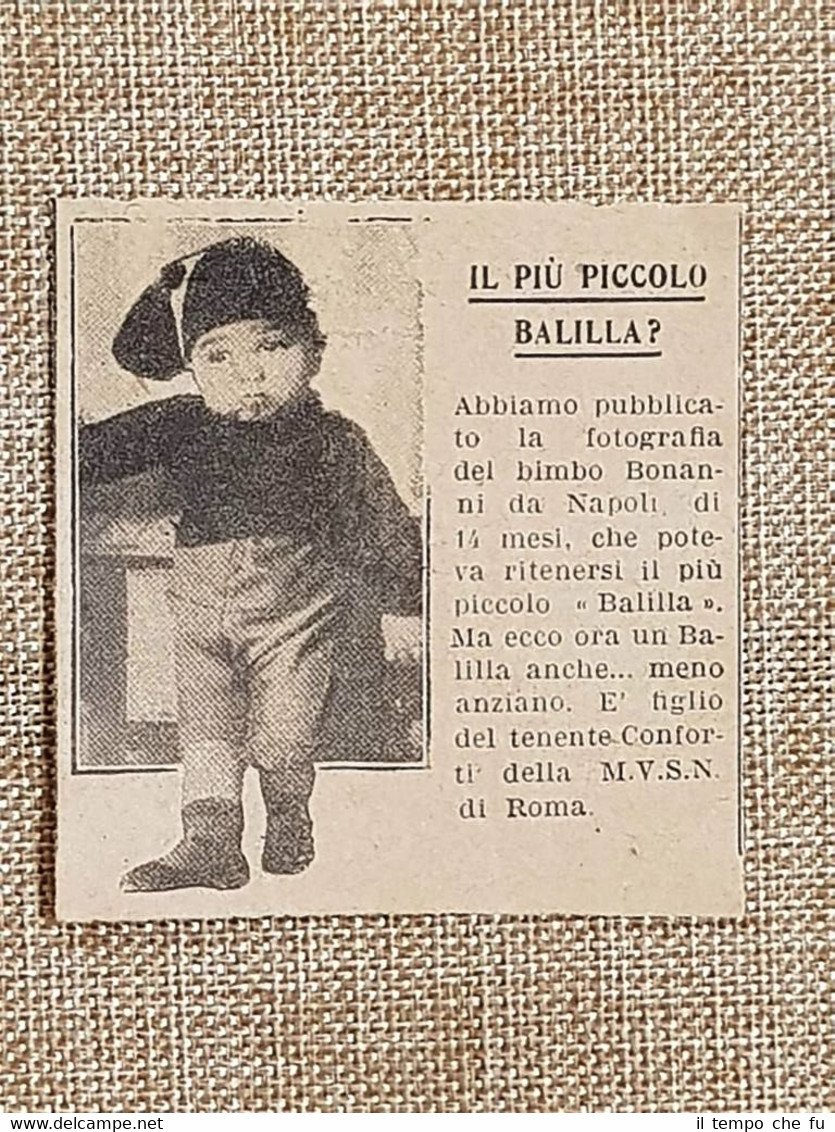 IL PIÙ PICCOLO
BALILLA?
Abbiamo pubblica-
to la fotografia
del bimbo Bonan-
ni da Napoli, di
14 mesi, che pote-
va ritenersi il più
piccolo « Balilla ».
Ma ecco ora un Ba-
lilla anche... meno
anziano. E' figlio
del tenente Confor-
ti della M.V.S.N.
di Roma.
delcampe.net
il tempo che fu